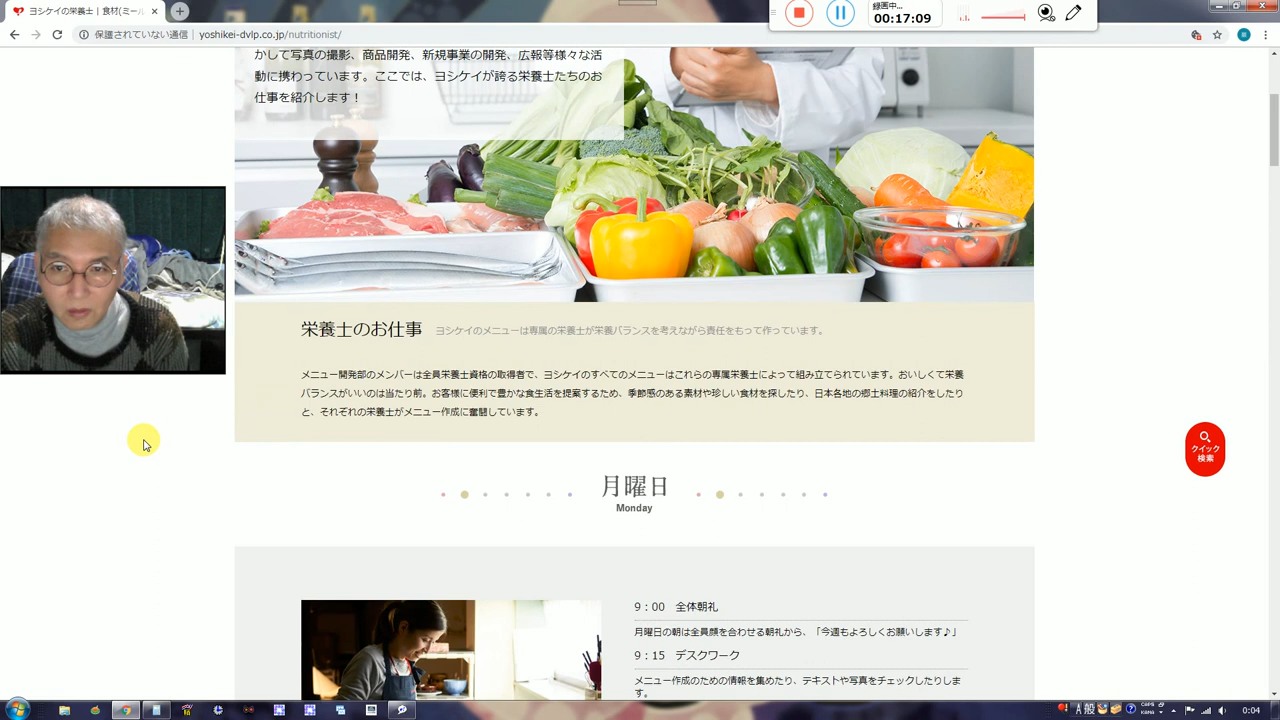 ヨシケイの栄養士 | 食材(ミール
録画中...
00:17:09
保護されていない通信 | yoshikei-dvlp.co.jp/nutritionist/
かして写真の撮影、商品開発、新規事業の開発、広報等様々な活
動に携わっています。ここでは、ヨシケイが誇る栄養士たちのお
仕事を紹介します！
栄養士のお仕事 ヨシケイのメニューは専属の栄養士が栄養バランスを考えながら責任をもって作っています。
メニュー開発部のメンバーは全員栄養士資格の取得者で、ヨシケイのすべてのメニューはこれらの専属栄養士によって組み立てられています。おいしくて栄養
バランスがいいのは当たり前。お客様に便利で豊かな食生活を提案するため、季節感のある素材や珍しい食材を探したり、日本各地の郷土料理の紹介をしたり
と、それぞれの栄養士がメニュー作成に奮闘しています。
クイック
検索
月曜日
Monday
9：00 全体朝礼
月曜日の朝は全員顔を合わせる朝礼から、「今週もよろしくお願いします♪」
9：15 デスクワーク
メニュー作成のための情報を集めたり、テキストや写真をチェックしたりしま
す。
A 般
CAPS
KANA
0:04